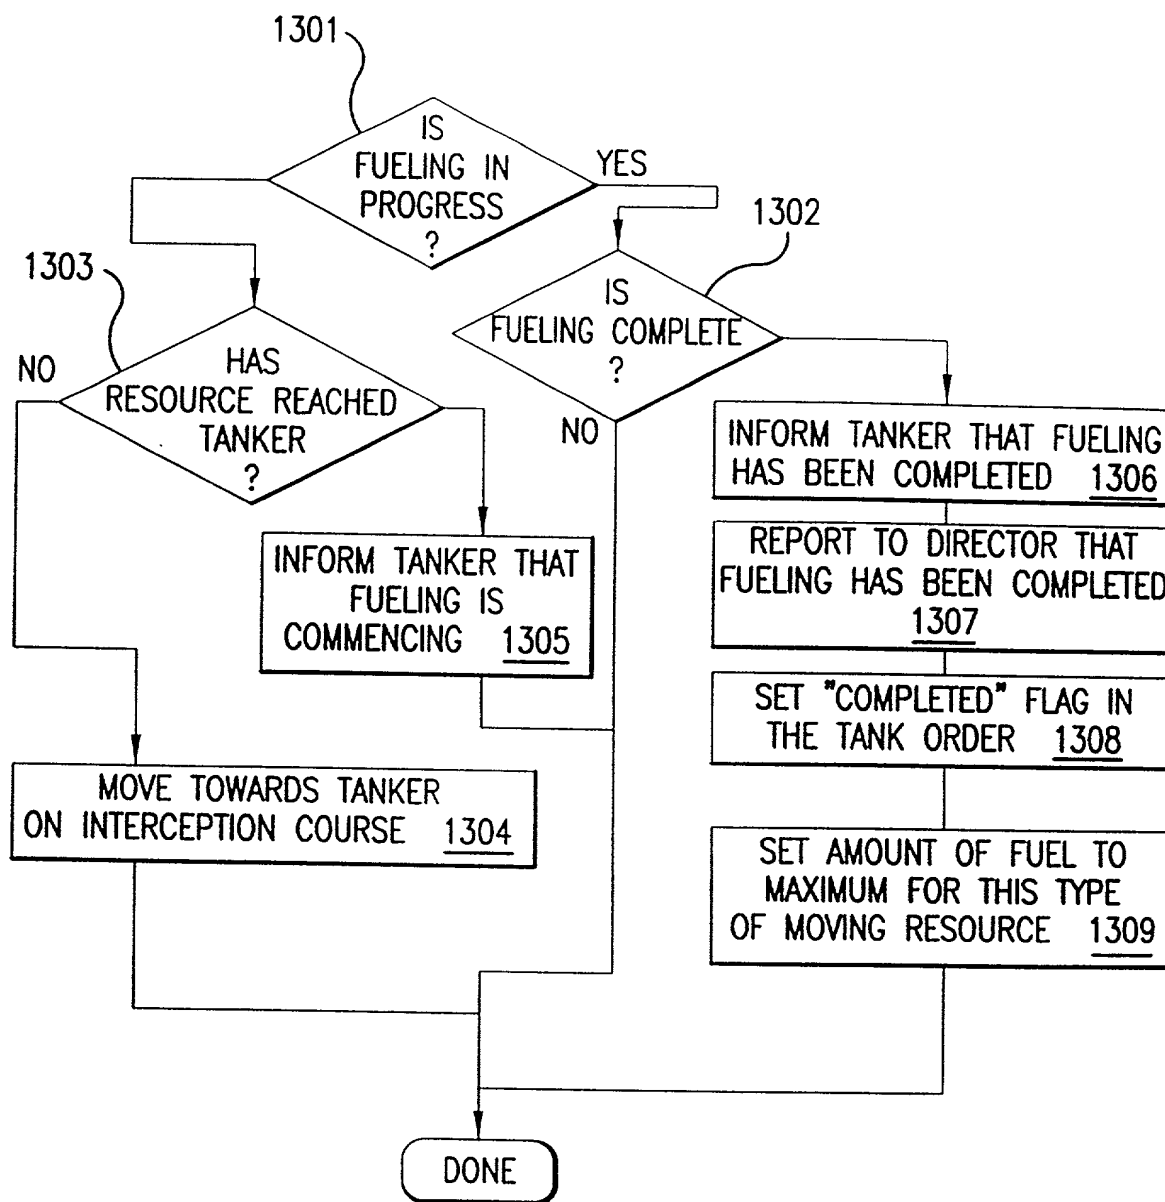 1301
IS
FUELING IN
PROGRESS
?
YES
1302
1303
IS
FUELING COMPLETE
?
NO
HAS
RESOURCE REACHED
TANKER
?
NO
INFORM TANKER THAT FUELING
HAS BEEN COMPLETED 1306
REPORT TO DIRECTOR THAT
FUELING HAS BEEN COMPLETED
1307
INFORM TANKER THAT
FUELING IS
COMMENCING 1305
SET "COMPLETED" FLAG IN
THE TANK ORDER 1308
MOVE TOWARDS TANKER
ON INTERCEPTION COURSE 1304
SET AMOUNT OF FUEL TO
MAXIMUM FOR THIS TYPE
OF MOVING RESOURCE 1309
DONE